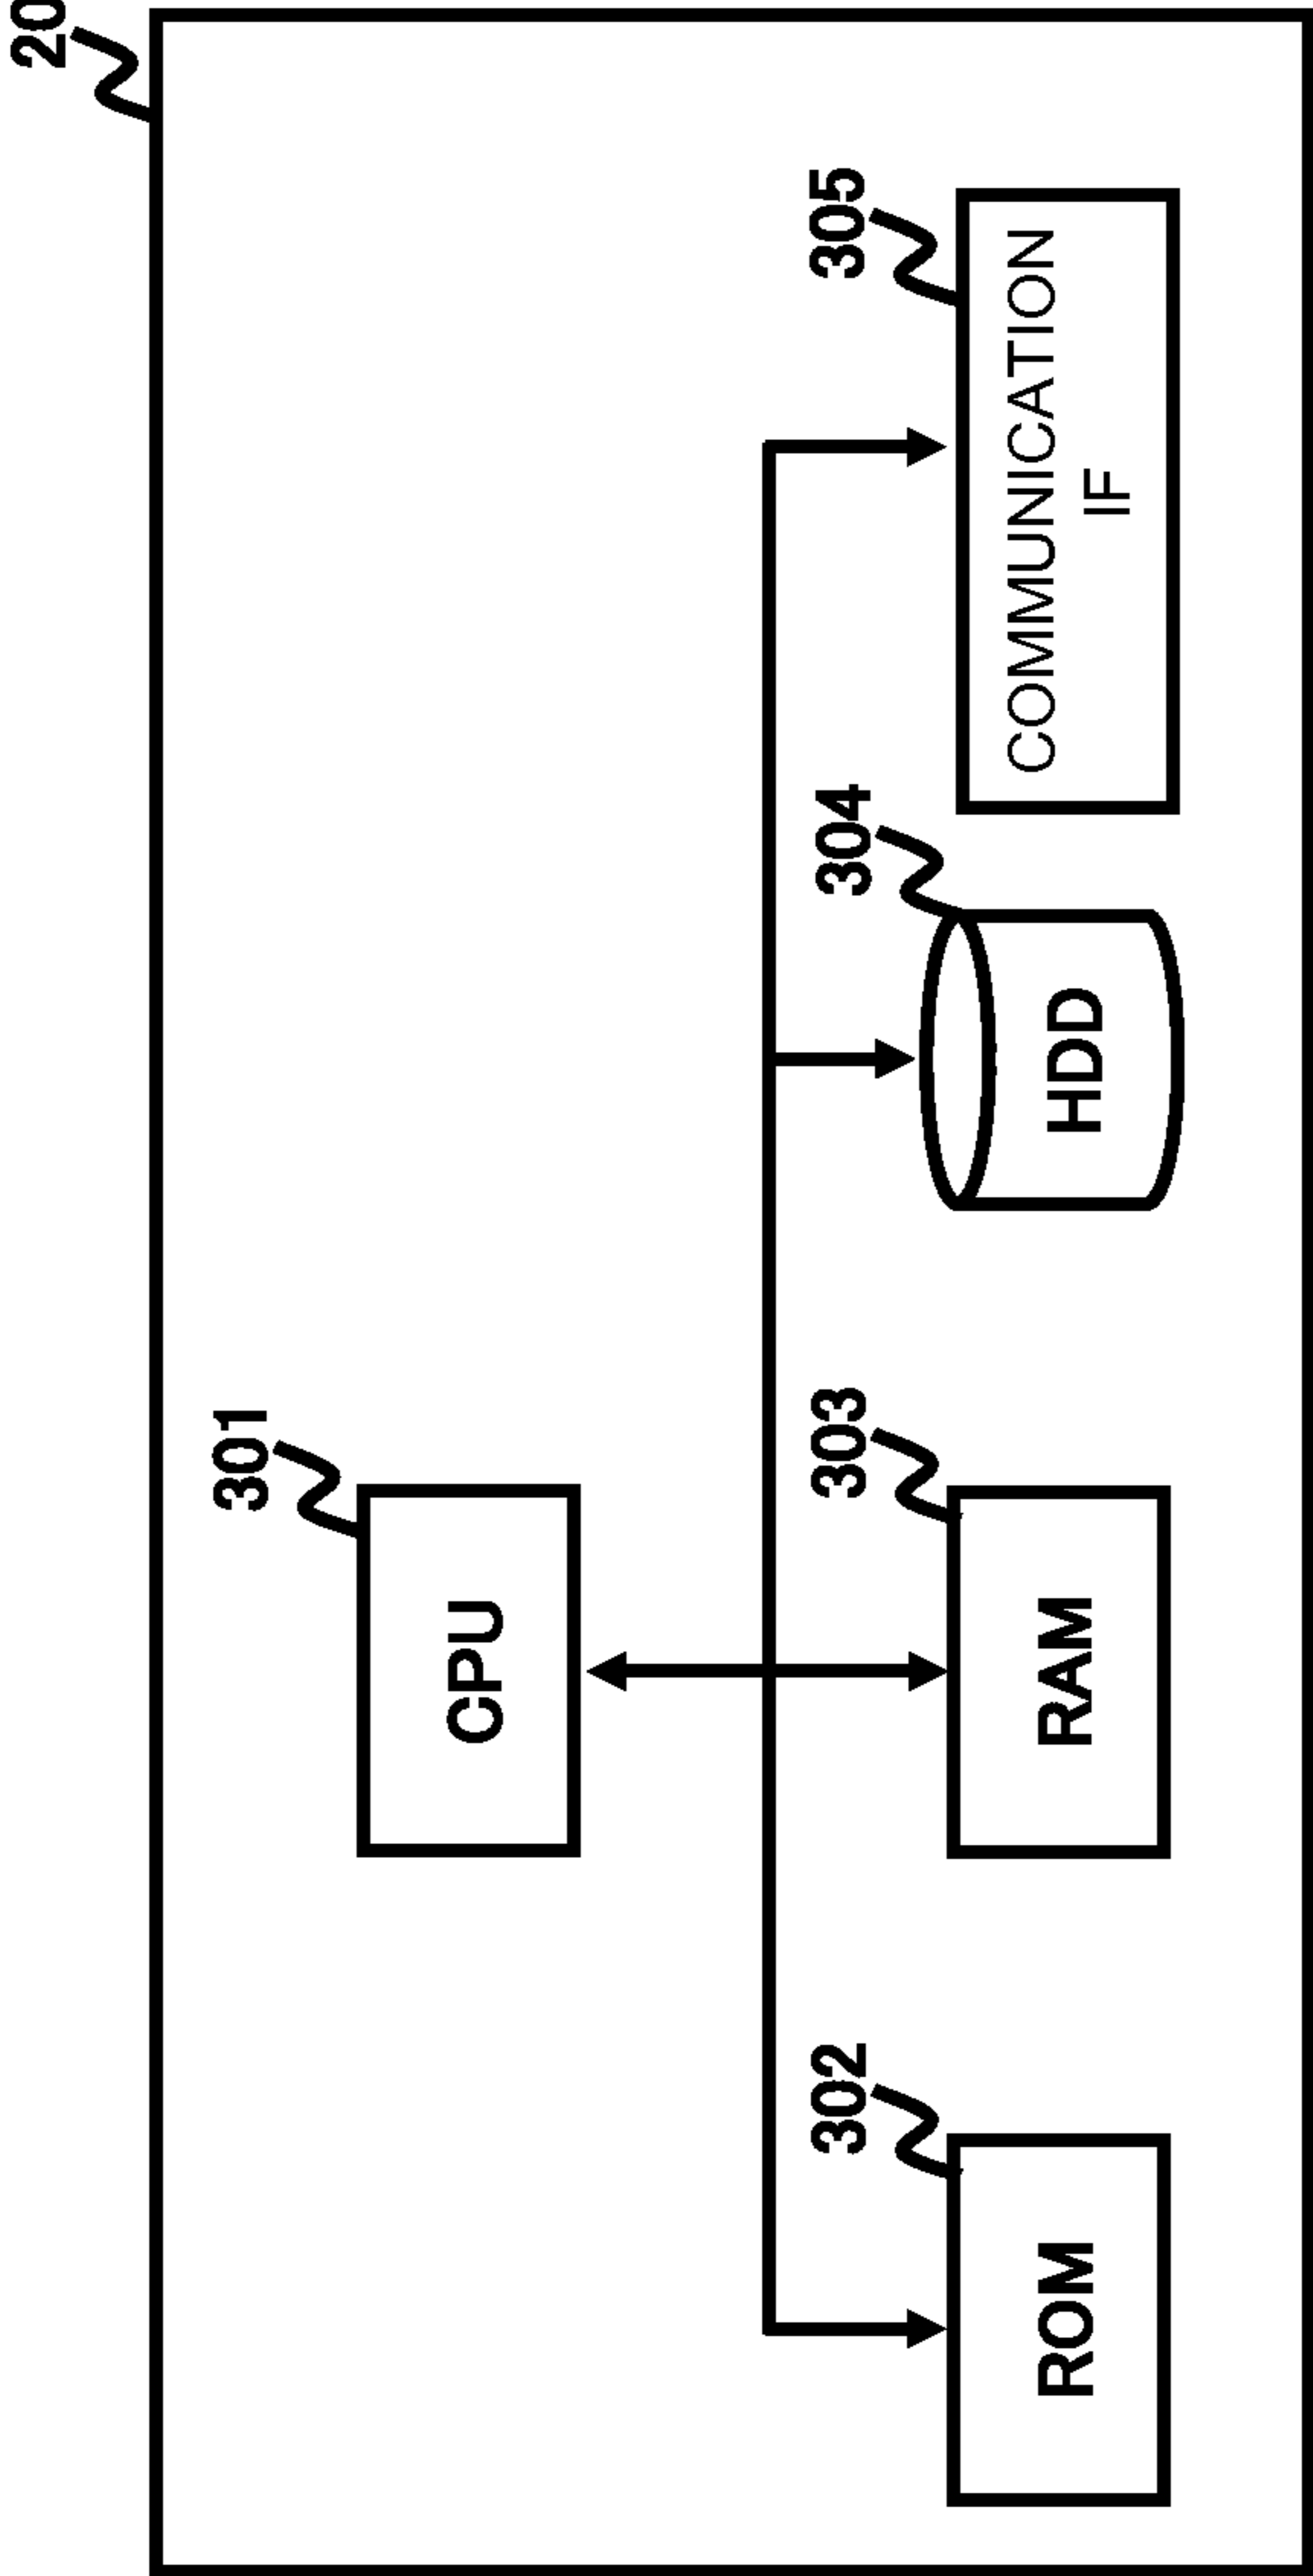 20
301
CPU
302
303
304
305
ROM
RAM
HDD
COMMUNICATION
IF